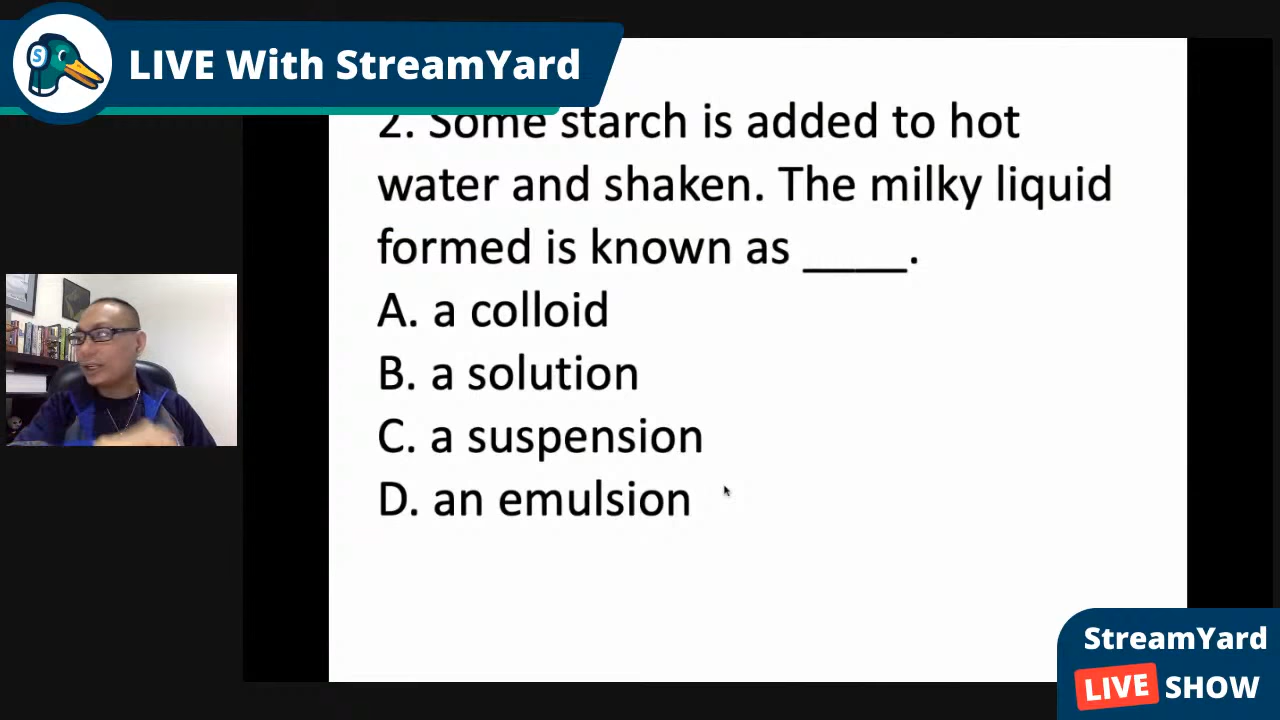 LIVE With StreamYard
2. Some starch is added to hot
water and shaken. The milky liquid
formed is known as ____.
A. a colloid
B. a solution
C. a suspension
D. an emulsion
StreamYard
LIVE SHOW